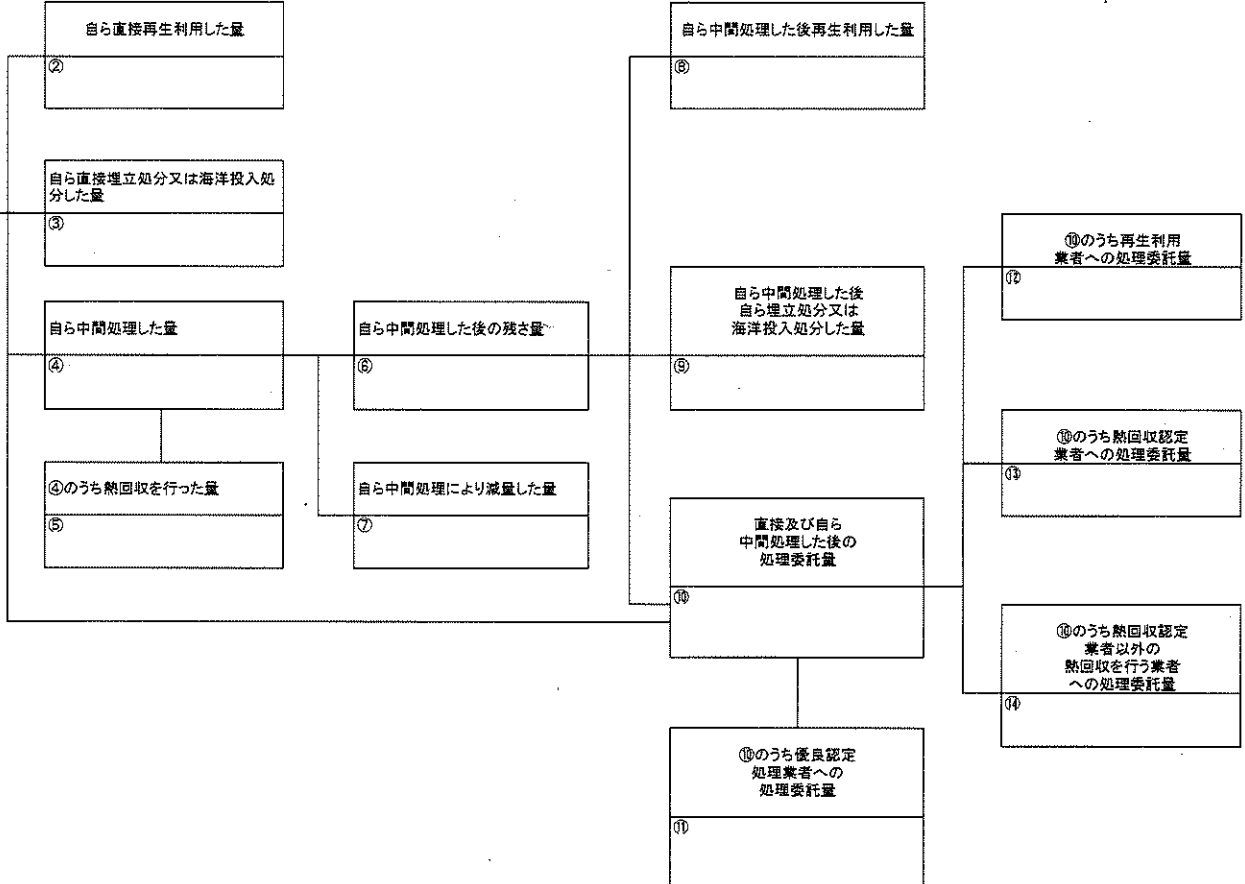 自ら直接再生利用した量
②
自ら直接埋立処分又は海洋投入処
分した量
③
自ら中間処理した量
④
④のうち熱回収を行った量
⑤
自ら中間処理した後の残さ量
⑥
自ら中間処理により減量した量
⑦
自ら中間処理した後再生利用した量
⑧
自ら中間処理した後
自ら埋立処分又は
海洋投入処分した量
⑨
直接及び自ら
中間処理した後の
処理委託量
⑩
⑩のうち優良認定
処理業者への
処理委託量
⑪
⑩のうち再生利用
業者への処理委託量
⑫
⑩のうち熱回収認定
業者への処理委託量
⑬
⑩のうち熱回収認定
業者以外の
熱回収を行う業者
への処理委託量
⑭